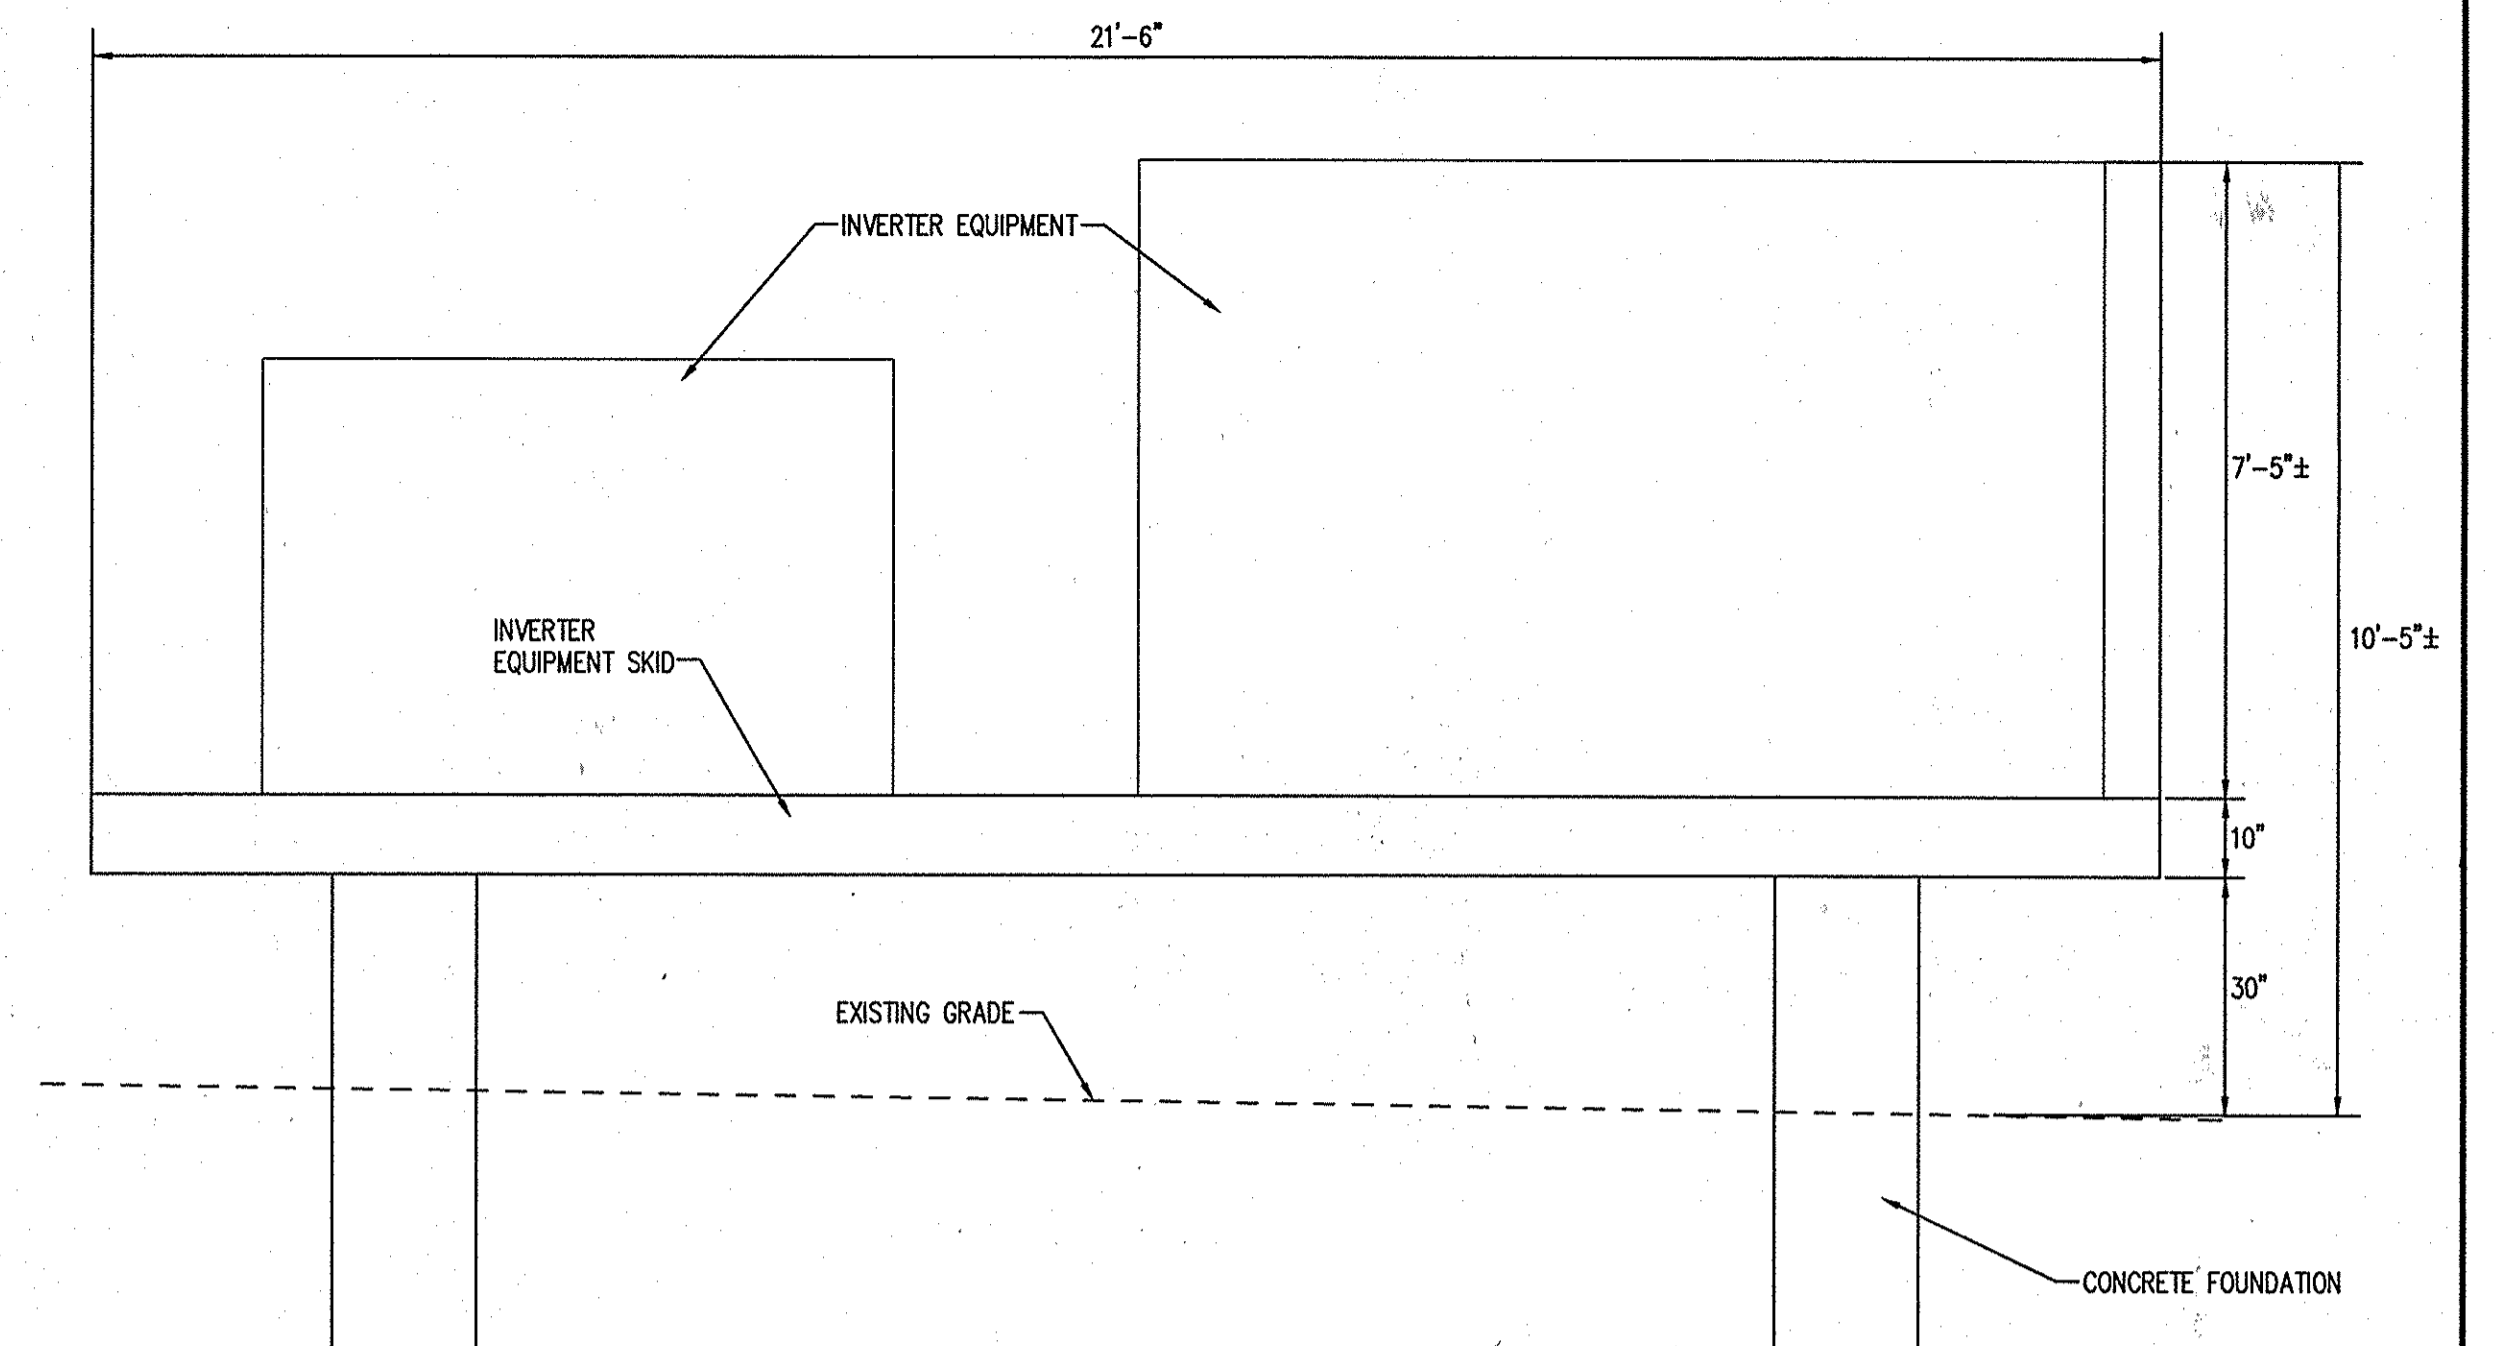 21'-6"
INVERTER EQUIPMENT
7'-5"±
10'-5"±
INVERTER
EQUIPMENT SKID
10"
30"
EXISTING GRADE
CONCRETE FOUNDATION